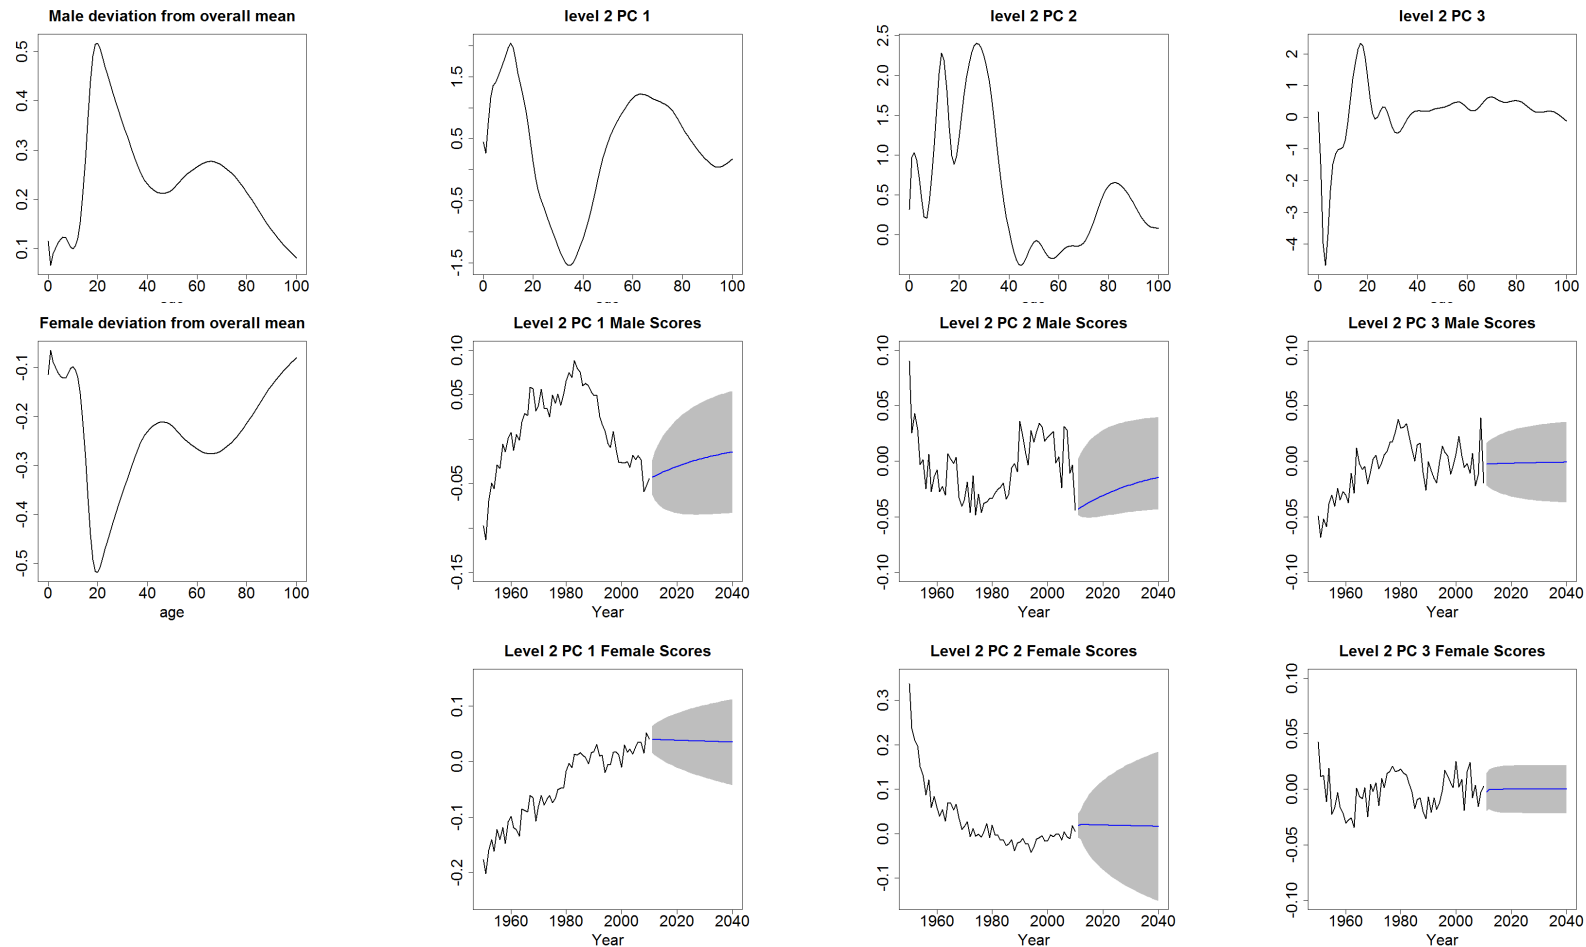 Male deviation from overall mean
0.5
0.4
0.3
0.2
0.1
0 20 40 60 80 100
level 2 PC 1
1.5
0.5
-0.5
-1.5
0 20 40 60 80 100
level 2 PC 2
2.5
2.0
1.5
1.0
0.5
0.0
0 20 40 60 80 100
level 2 PC 3
2
1
0
-1
-2
-3
-4
0 20 40 60 80 100
Female deviation from overall mean
-0.1
-0.2
-0.3
-0.4
-0.5
0 20 40 60 80 100
age
Level 2 PC 1 Male Scores
0.10
0.05
-0.05
-0.15
1960 1980 2000 2020 2040
Year
Level 2 PC 2 Male Scores
0.10
0.05
0.00
-0.05
-0.10
1960 1980 2000 2020 2040
Year
Level 2 PC 3 Male Scores
0.10
0.05
0.00
-0.05
-0.10
1960 1980 2000 2020 2040
Year
Level 2 PC 1 Female Scores
0.1
0.0
-0.1
-0.2
1960 1980 2000 2020 2040
Year
Level 2 PC 2 Female Scores
0.3
0.2
0.1
0.0
-0.1
1960 1980 2000 2020 2040
Year
Level 2 PC 3 Female Scores
0.10
0.05
0.00
-0.05
-0.10
1960 1980 2000 2020 2040
Year